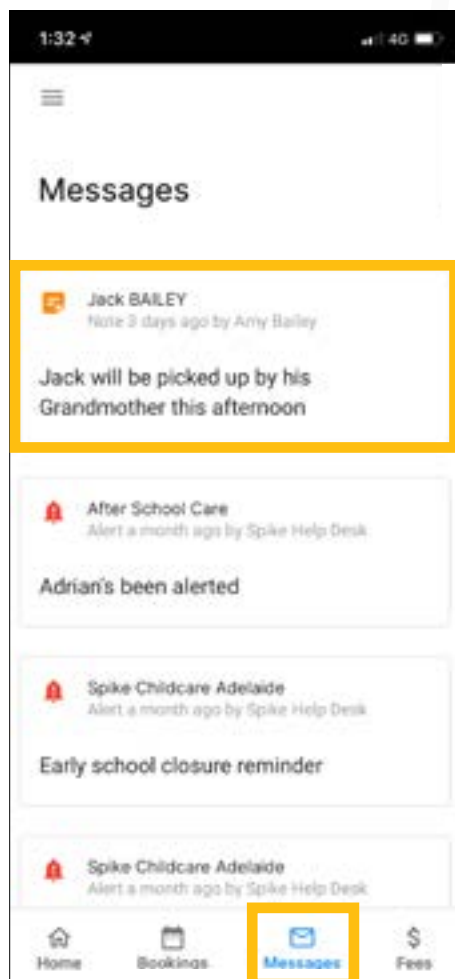 1:32
4G
Messages
Jack BAILEY
Note 3 days ago by Amy Bailey
Jack will be picked up by his
Grandmother this afternoon
After School Care
Alert a month ago by Spike Help Desk
Adrian's been alerted
Spike Childcare Adelaide
Alert a month ago by Spike Help Desk
Early school closure reminder
Spike Childcare Adelaide
Alert a month ago by Spike Help Desk
Home Bookings Messages Fees